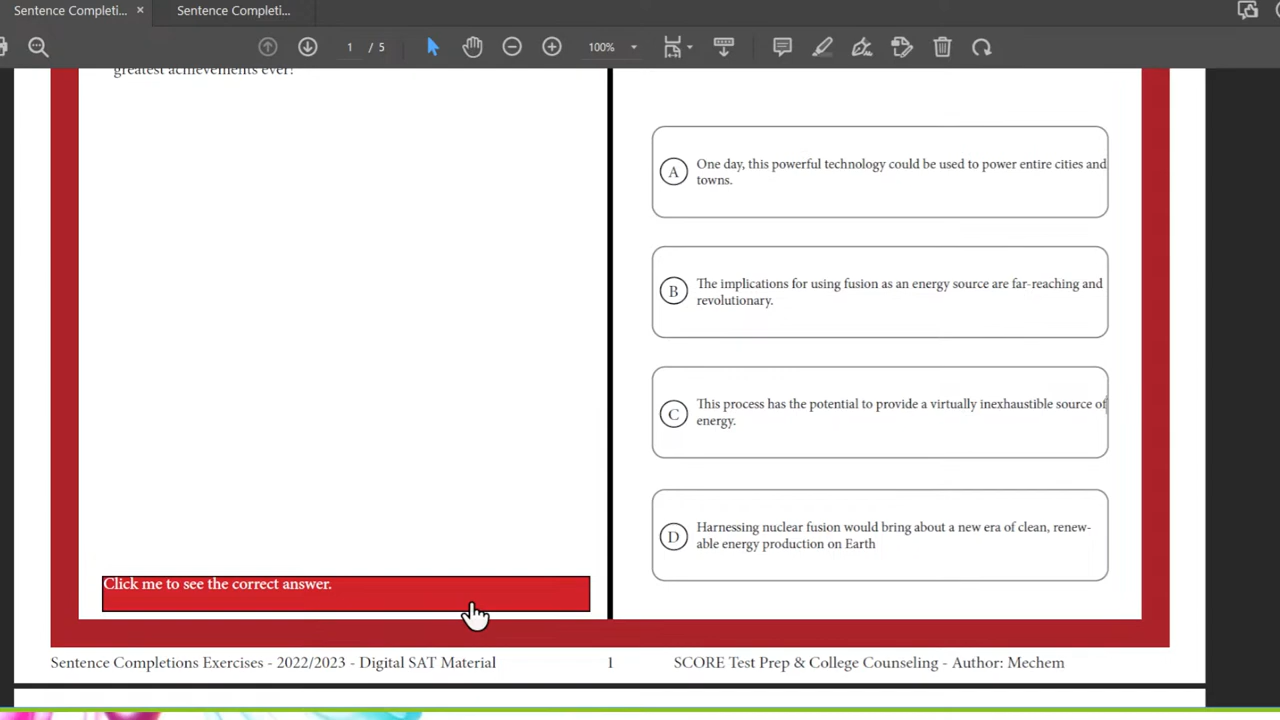 Sentence Completi... ×
Sentence Completi...
1 / 5
100%
greatest achievements ever!
A
One day, this powerful technology could be used to power entire cities and
towns.
B
The implications for using fusion as an energy source are far-reaching and
revolutionary.
C
This process has the potential to provide a virtually inexhaustible source of
energy.
D
Harnessing nuclear fusion would bring about a new era of clean, renew-
able energy production on Earth
Click me to see the correct answer.
Sentence Completions Exercises - 2022/2023 - Digital SAT Material
1
SCORE Test Prep & College Counseling - Author: Mechem